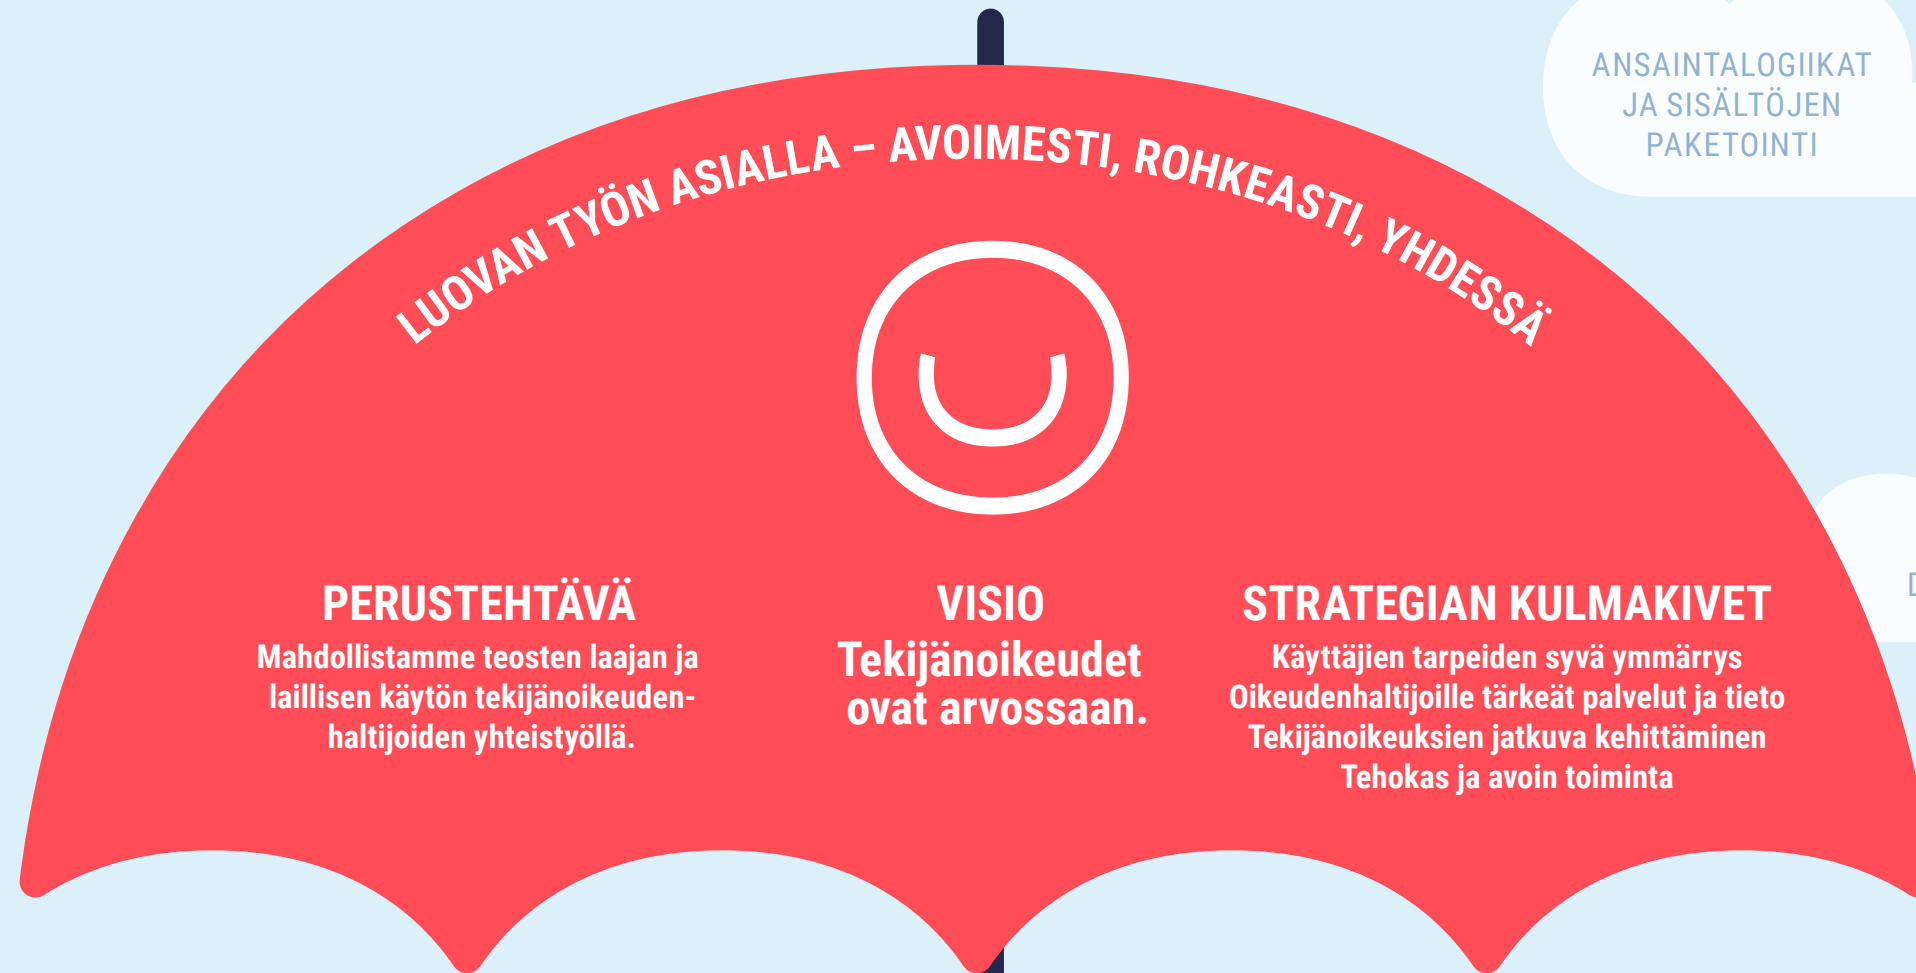 ANSAINTALOGIIKAT
JA SISÄLTÖJEN
PAKETOINTI
LUOVAN TYÖN ASIALLA – AVOIMESTI, ROHKEASTI, YHDESSÄ
PERUSTEHTÄVÄ
Mahdollistamme teosten laajan ja
laillisen käytön tekijänoikeuden-
haltijoiden yhteistyöllä.
VISIO
Tekijänoikeudet
ovat arvossaan.
STRATEGIAN KULMAKIVET
Käyttäjien tarpeiden syvä ymmärrys
Oikeudenhaltijoille tärkeät palvelut ja tieto
Tekijänoikeuksien jatkuva kehittäminen
Tehokas ja avoin toiminta